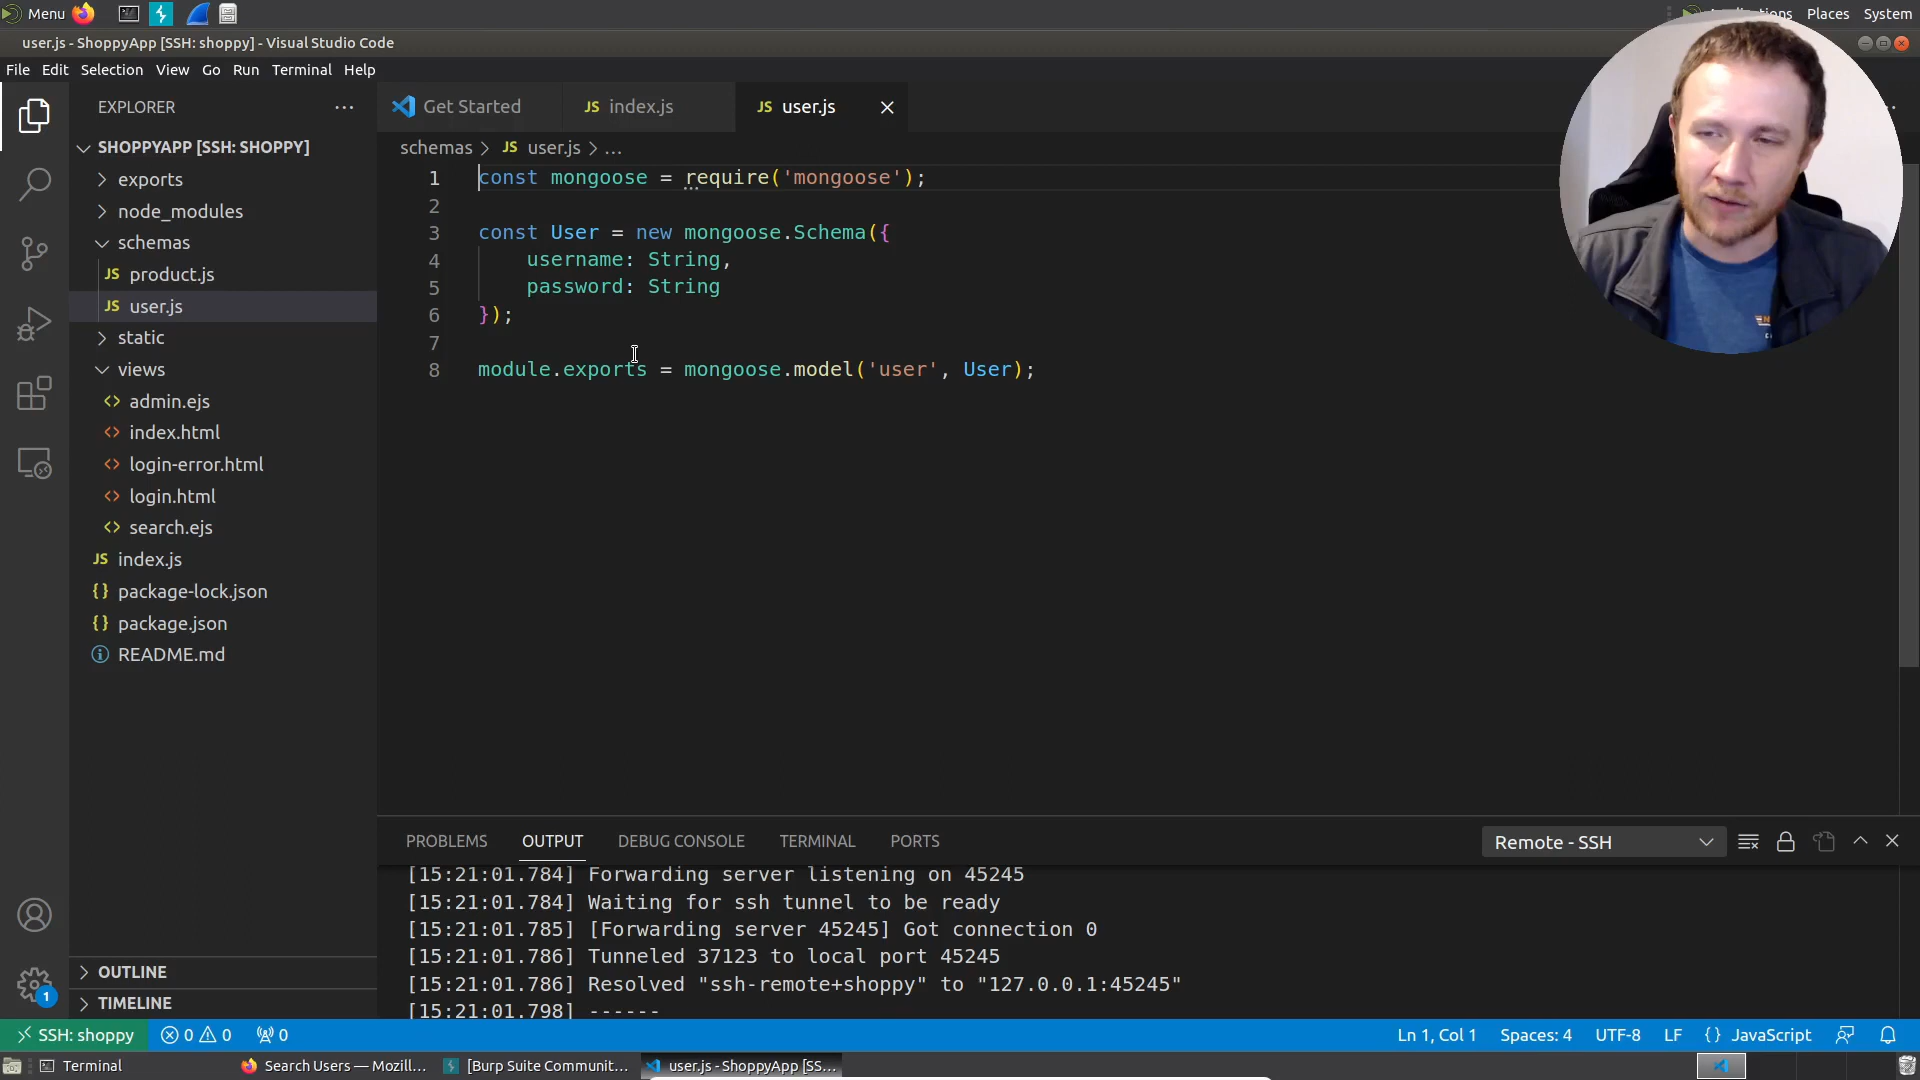 Menu
Applications Places System
user.js - ShoppyApp [SSH: shoppy] - Visual Studio Code
File Edit Selection View Go Run Terminal Help
EXPLORER
SHOPPYAPP [SSH: SHOPPY]
exports
node_modules
schemas
JS product.js
JS user.js
static
views
<> admin.ejs
<> index.html
<> login-error.html
<> login.html
<> search.ejs
JS index.js
{} package-lock.json
{} package.json
README.md
OUTLINE
TIMELINE
1
Get Started JS index.js JS user.js
schemas > JS user.js > ...
1 const mongoose = require('mongoose');
2
3 const User = new mongoose.Schema({
4 username: String,
5 password: String
6 });
7
8 module.exports = mongoose.model('user', User);
PROBLEMS OUTPUT DEBUG CONSOLE TERMINAL PORTS
Remote - SSH
[15:21:01.784] Forwarding server listening on 45245
[15:21:01.784] Waiting for ssh tunnel to be ready
[15:21:01.785] [Forwarding server 45245] Got connection 0
[15:21:01.786] Tunneled 37123 to local port 45245
[15:21:01.786] Resolved "ssh-remote+shoppy" to "127.0.0.1:45245"
[15:21:01.798] ------
SSH: shoppy 0 0 0 Ln 1, Col 1 Spaces: 4 UTF-8 LF {} JavaScript
Terminal Search Users — Mozill... [Burp Suite Communit... user.js - ShoppyApp [SS...